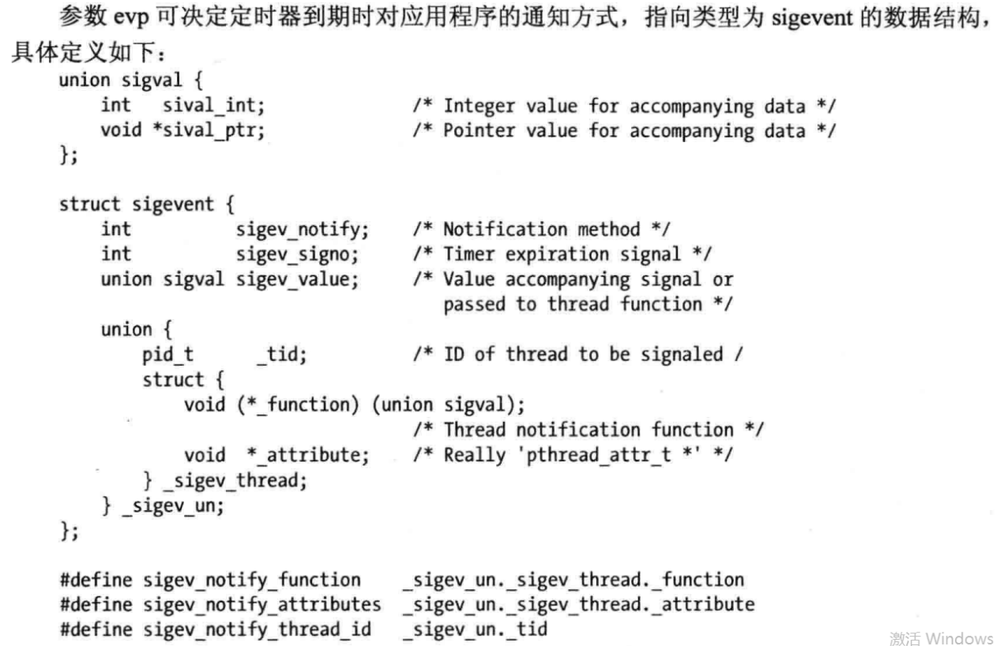 参数 evp 可决定定时器到期时对应用程序的通知方式，指向类型为 sigevent 的数据结构，
具体定义如下：
union sigval {
    int   sival_int;              /* Integer value for accompanying data */
    void *sival_ptr;              /* Pointer value for accompanying data */
};

struct sigevent {
    int          sigev_notify;    /* Notification method */
    int          sigev_signo;     /* Timer expiration signal */
    union sigval sigev_value;     /* Value accompanying signal or
                                     passed to thread function */
    union {
        pid_t      _tid;          /* ID of thread to be signaled /
        struct {
            void (*_function) (union sigval);
                                  /* Thread notification function */
            void  *_attribute;    /* Really 'pthread_attr_t *' */
        } _sigev_thread;
    } _sigev_un;
};

#define sigev_notify_function    _sigev_un._sigev_thread._function
#define sigev_notify_attributes  _sigev_un._sigev_thread._attribute
#define sigev_notify_thread_id   _sigev_un._tid
激活 Windows